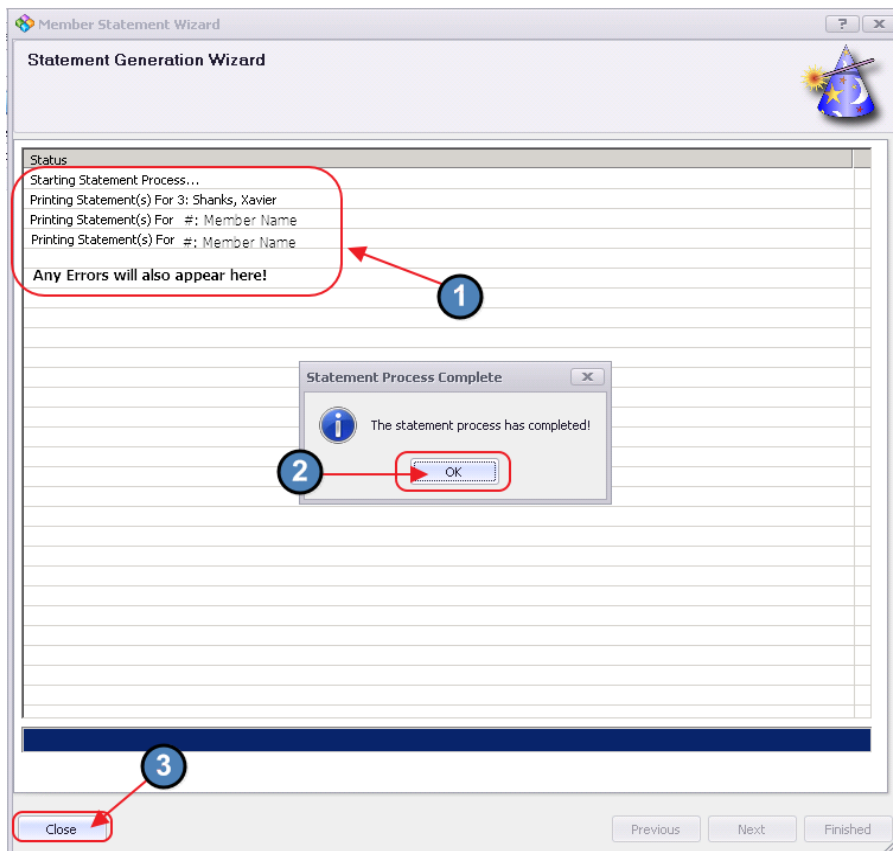 Member Statement Wizard
? x
Statement Generation Wizard
Status
Starting Statement Process...
Printing Statement(s) For 3: Shanks, Xavier
Printing Statement(s) For #: Member Name
Printing Statement(s) For #: Member Name
Any Errors will also appear here!
1
Statement Process Complete x
i The statement process has completed!
2 OK
3
Close Previous Next Finished